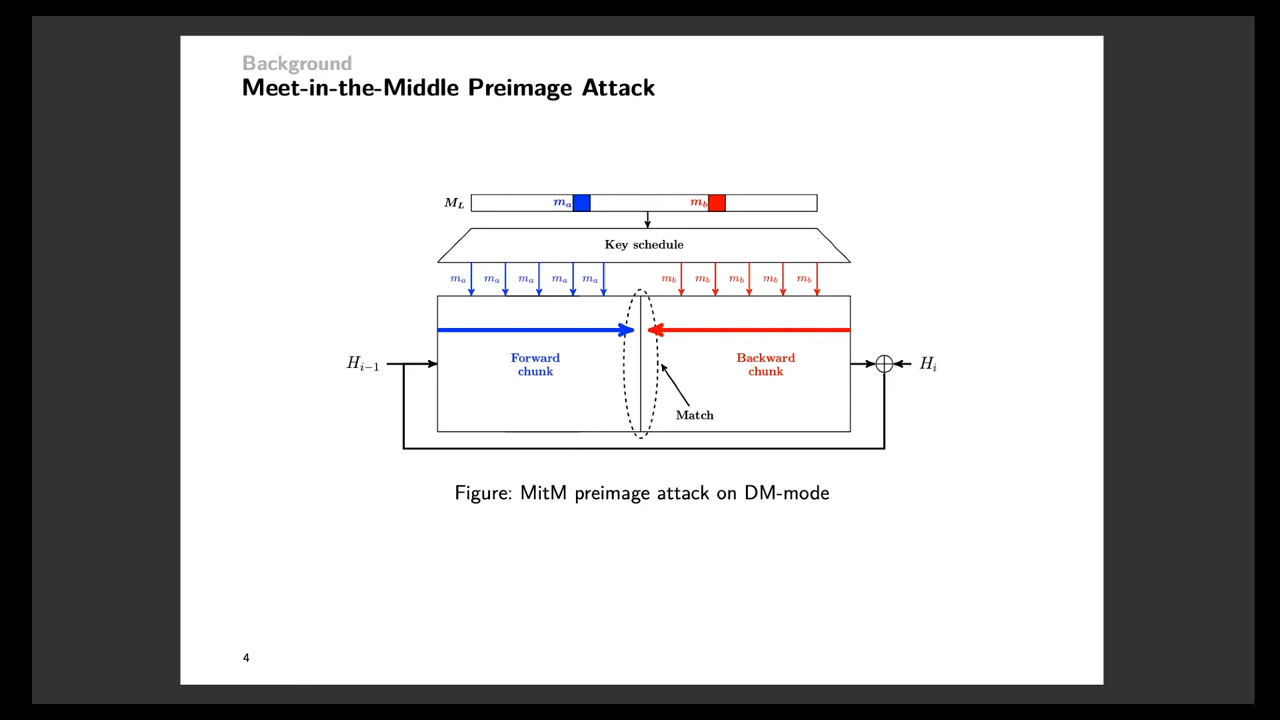 Background
Meet-in-the-Middle Preimage Attack
M_L m_a m_b
Key schedule
m_a m_a m_a m_a m_a m_b m_b m_b m_b m_b
Forward
chunk
Backward
chunk
H_{i−1}
H_i
Match
Figure: MitM preimage attack on DM-mode
4